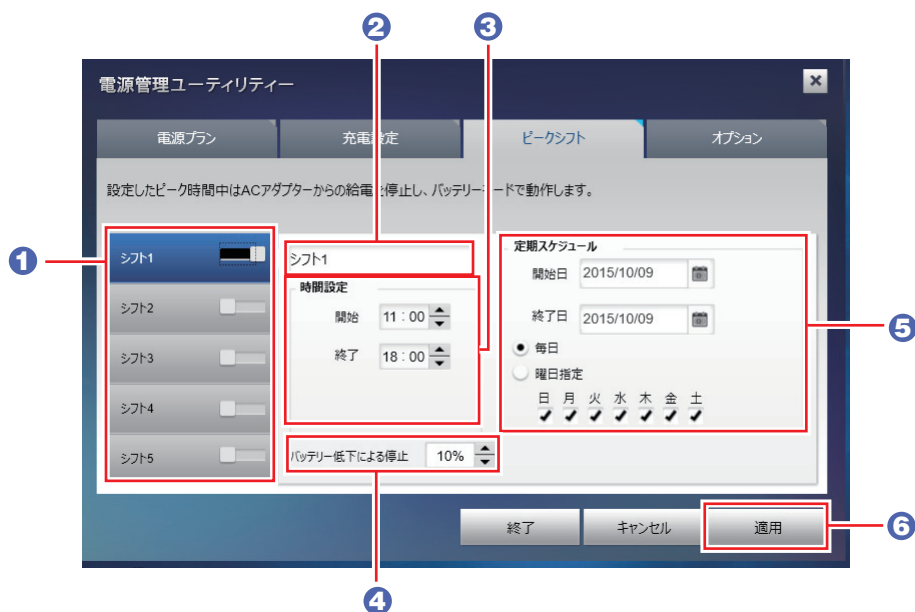 2
3
電源管理ユーティリティー
電源プラン
充電設定
ピークシフト
オプション
設定したピーク時間中はACアダプターからの給電を停止し、バッテリーモードで動作します。
1
シフト1
シフト2
シフト3
シフト4
シフト5
シフト1
時間設定
開始 11:00
終了 18:00
バッテリー低下による停止 10%
定期スケジュール
開始日 2015/10/09
終了日 2015/10/09
毎日
曜日指定
日 月 火 水 木 金 土
5
終了
キャンセル
適用
6
4